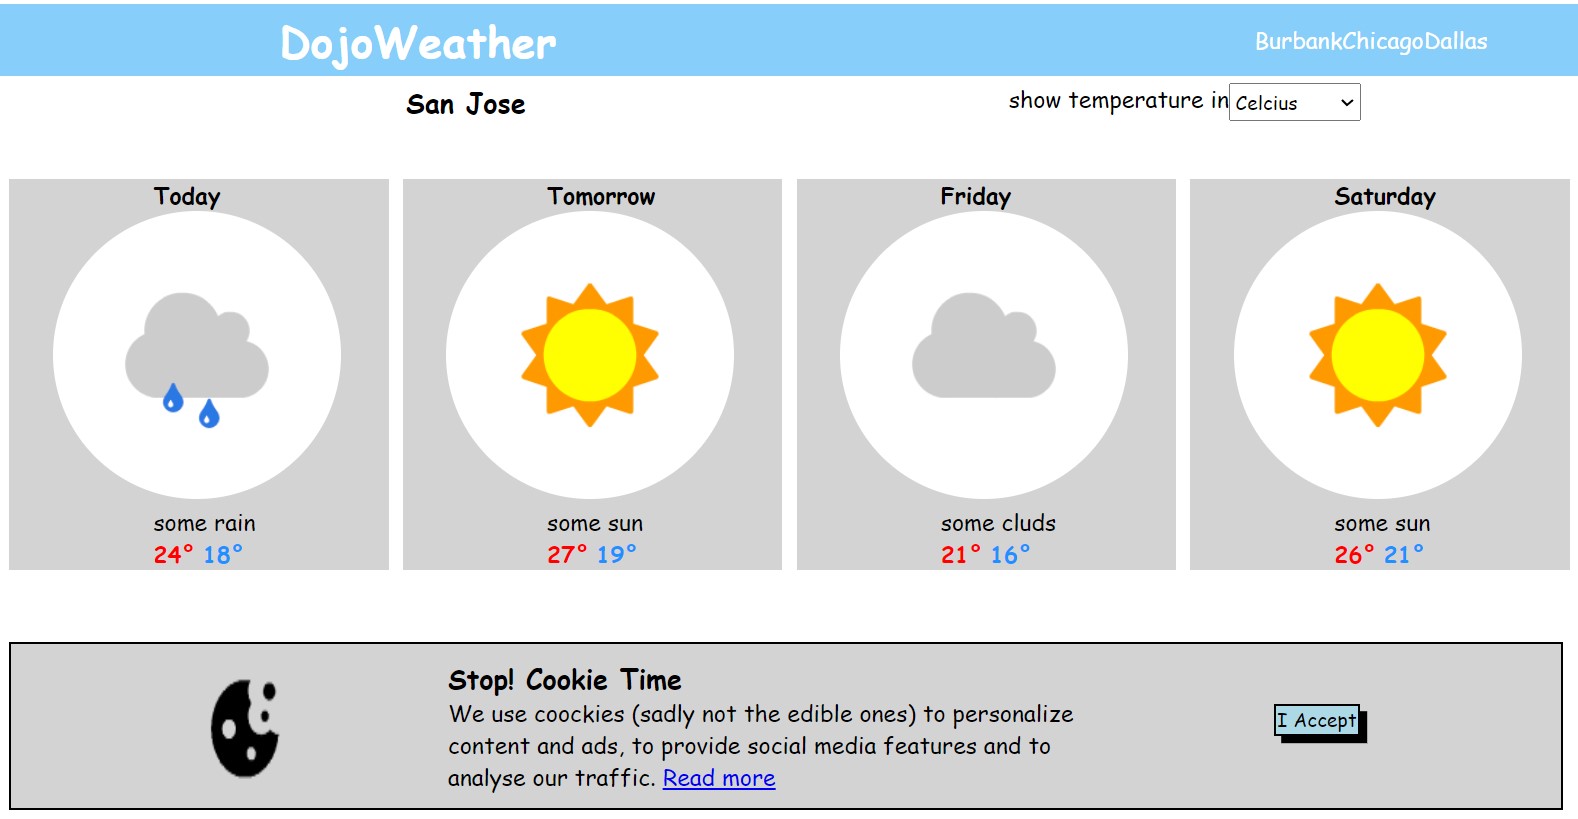 DojoWeather
BurbankChicagoDallas
San Jose
show temperature in Celcius
Today
some rain
24° 18°
Tomorrow
some sun
27° 19°
Friday
some cluds
21° 16°
Saturday
some sun
26° 21°
Stop! Cookie Time
We use coockies (sadly not the edible ones) to personalize
content and ads, to provide social media features and to
analyse our traffic. Read more
I Accept